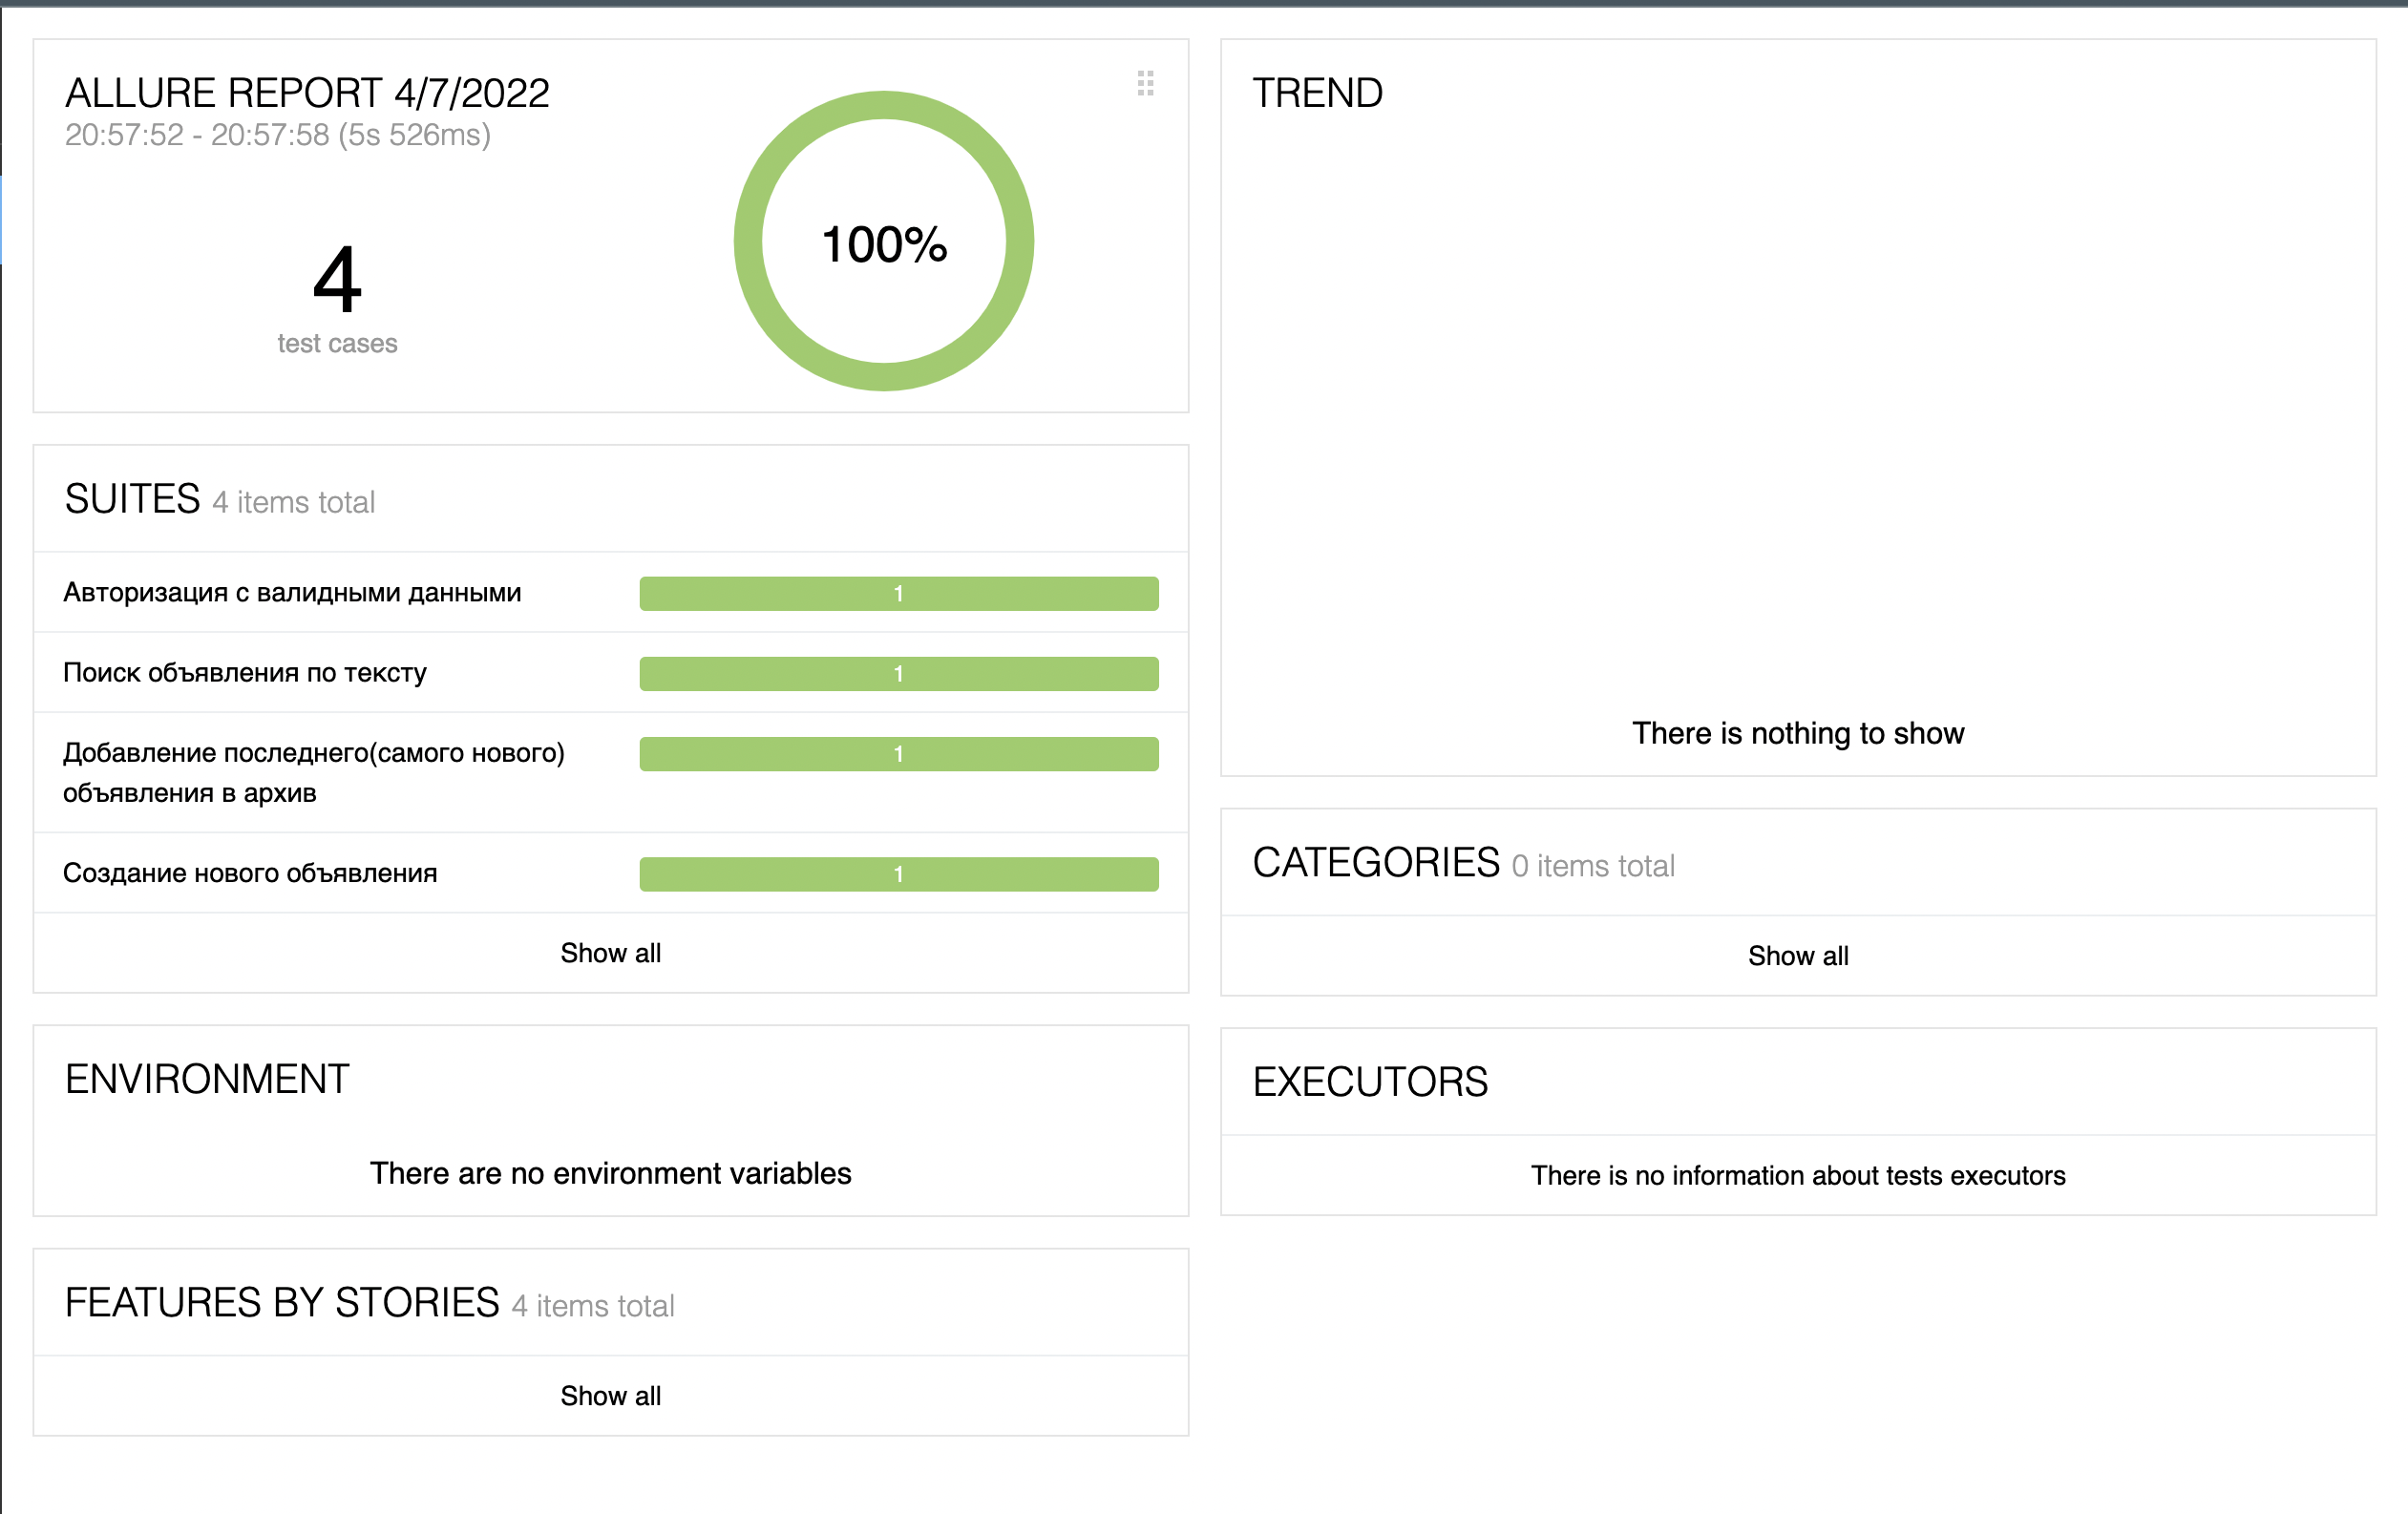 ALLURE REPORT 4/7/2022
20:57:52 - 20:57:58 (5s 526ms)
4
test cases
100%
SUITES 4 items total
Авторизация с валидными данными 1
Поиск объявления по тексту 1
Добавление последнего(самого нового) 1
объявления в архив
Создание нового объявления 1
Show all
ENVIRONMENT
There are no environment variables
FEATURES BY STORIES 4 items total
Show all
TREND
There is nothing to show
CATEGORIES 0 items total
Show all
EXECUTORS
There is no information about tests executors